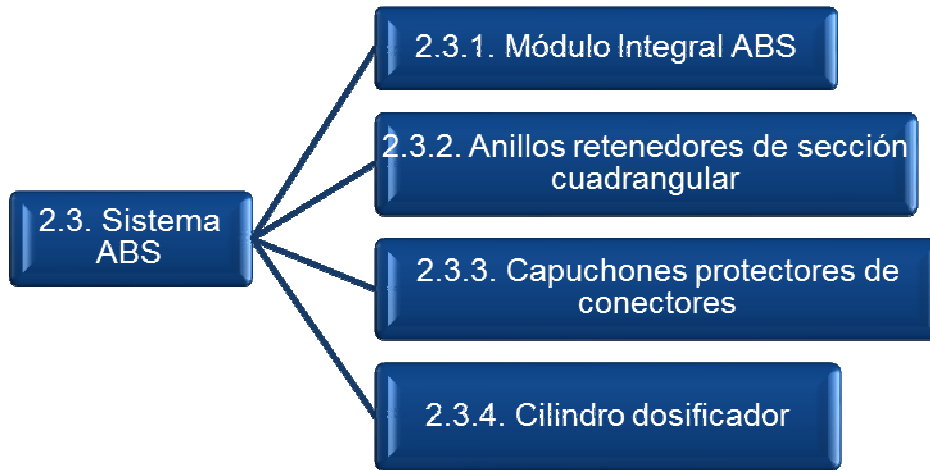 2.3. Sistema
ABS
2.3.1. Módulo Integral ABS
2.3.2. Anillos retenedores de sección
cuadrangular
2.3.3. Capuchones protectores de
conectores
2.3.4. Cilindro dosificador